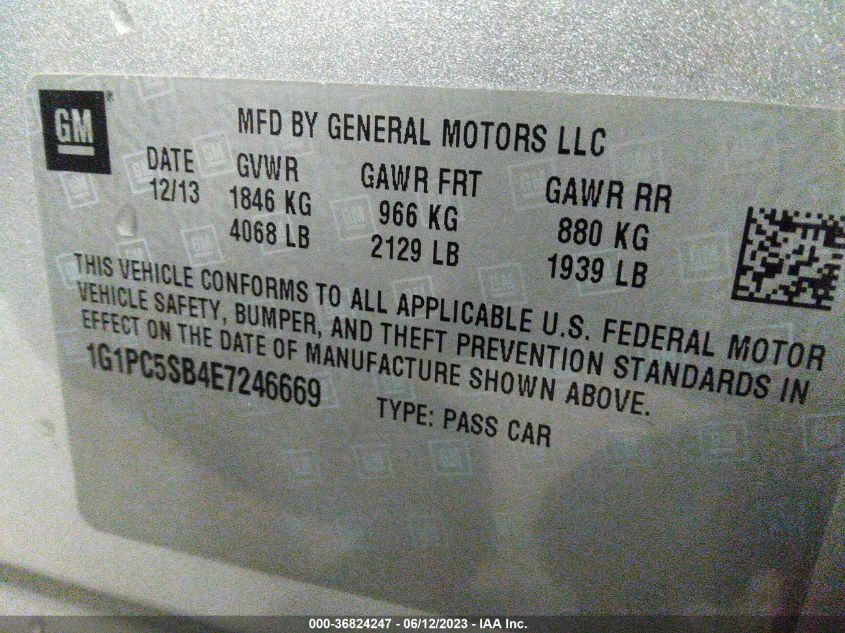 GM ®
MFD BY GENERAL MOTORS LLC
DATE GVWR GAWR FRT GAWR RR
12/13 1846 KG 966 KG 880 KG
4068 LB 2129 LB 1939 LB
THIS VEHICLE CONFORMS TO ALL APPLICABLE U.S. FEDERAL MOTOR
VEHICLE SAFETY, BUMPER, AND THEFT PREVENTION STANDARDS IN
EFFECT ON THE DATE OF MANUFACTURE SHOWN ABOVE.
1G1PC5SB4E7246669 TYPE: PASS CAR
000-36824247 - 06/12/2023 - IAA Inc.